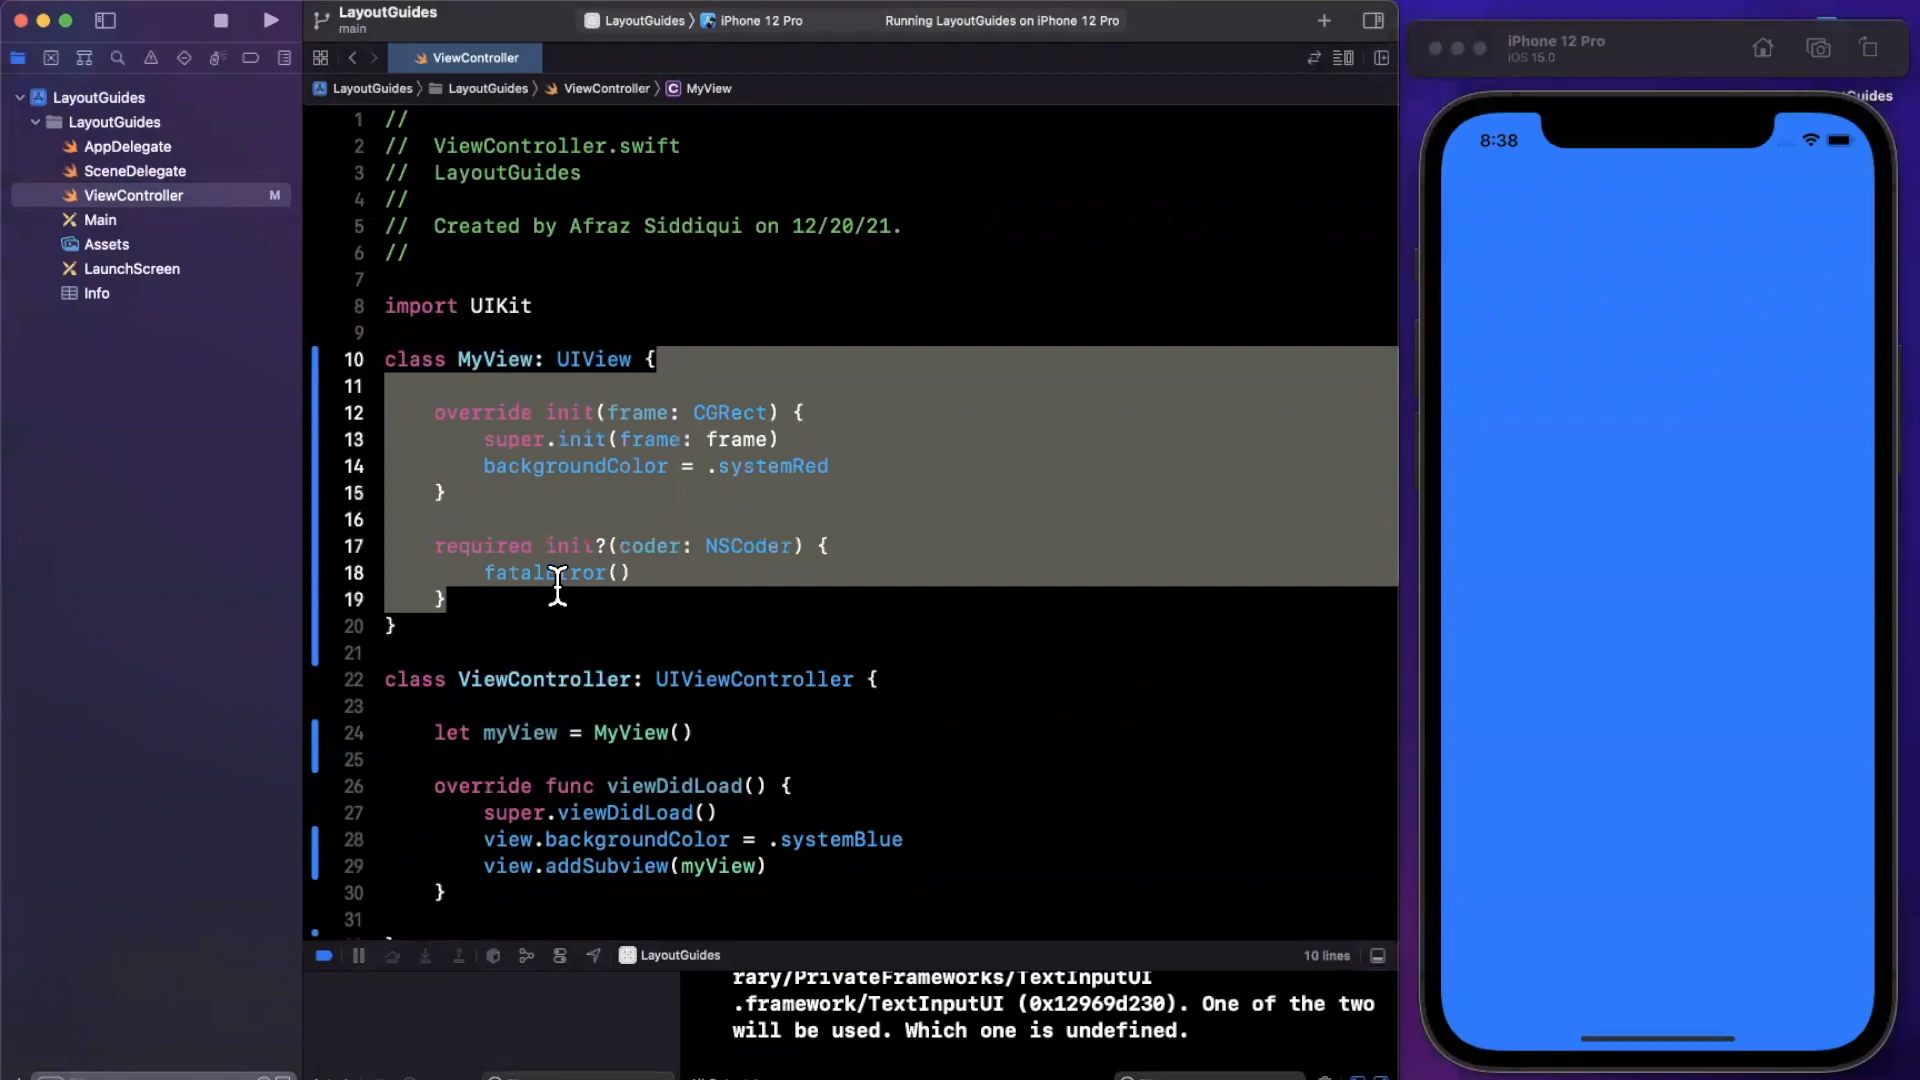 LayoutGuides
main
LayoutGuides
iPhone 12 Pro
Running LayoutGuides on iPhone 12 Pro
ViewController
LayoutGuides
LayoutGuides
ViewController
C
MyView
LayoutGuides
LayoutGuides
AppDelegate
SceneDelegate
ViewController
M
Main
Assets
LaunchScreen
Info
1 //
2 //  ViewController.swift
3 //  LayoutGuides
4 //
5 //  Created by Afraz Siddiqui on 12/20/21.
6 //
7
8 import UIKit
9
10 class MyView: UIView {
11
12     override init(frame: CGRect) {
13         super.init(frame: frame)
14         backgroundColor = .systemRed
15     }
16
17     required init?(coder: NSCoder) {
18         fatalError()
19     }
20 }
21
22 class ViewController: UIViewController {
23
24     let myView = MyView()
25
26     override func viewDidLoad() {
27         super.viewDidLoad()
28         view.backgroundColor = .systemBlue
29         view.addSubview(myView)
30     }
31
LayoutGuides
10 lines
rary/PrivateFrameworks/TextInputUI
.framework/TextInputUI (0x12969d230). One of the two
will be used. Which one is undefined.
iPhone 12 Pro
iOS 15.0
Guides
8:38